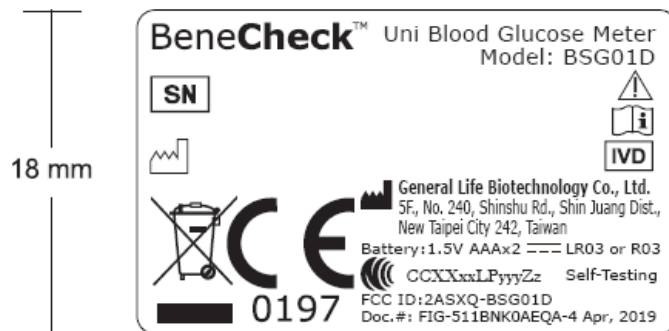 BeneCheck™ Uni Blood Glucose Meter
Model: BSG01D
SN
IVD
18 mm
General Life Biotechnology Co., Ltd.
5F., No. 240, Shinshu Rd., Shin Juang Dist.,
New Taipei City 242, Taiwan
Battery:1.5V AAAx2 LR03 or R03
CE
CCXXxxLPyyyZz Self-Testing
0197
FCC ID:2ASXQ-BSG01D
Doc.#: FIG-511BNK0AEQA-4 Apr, 2019